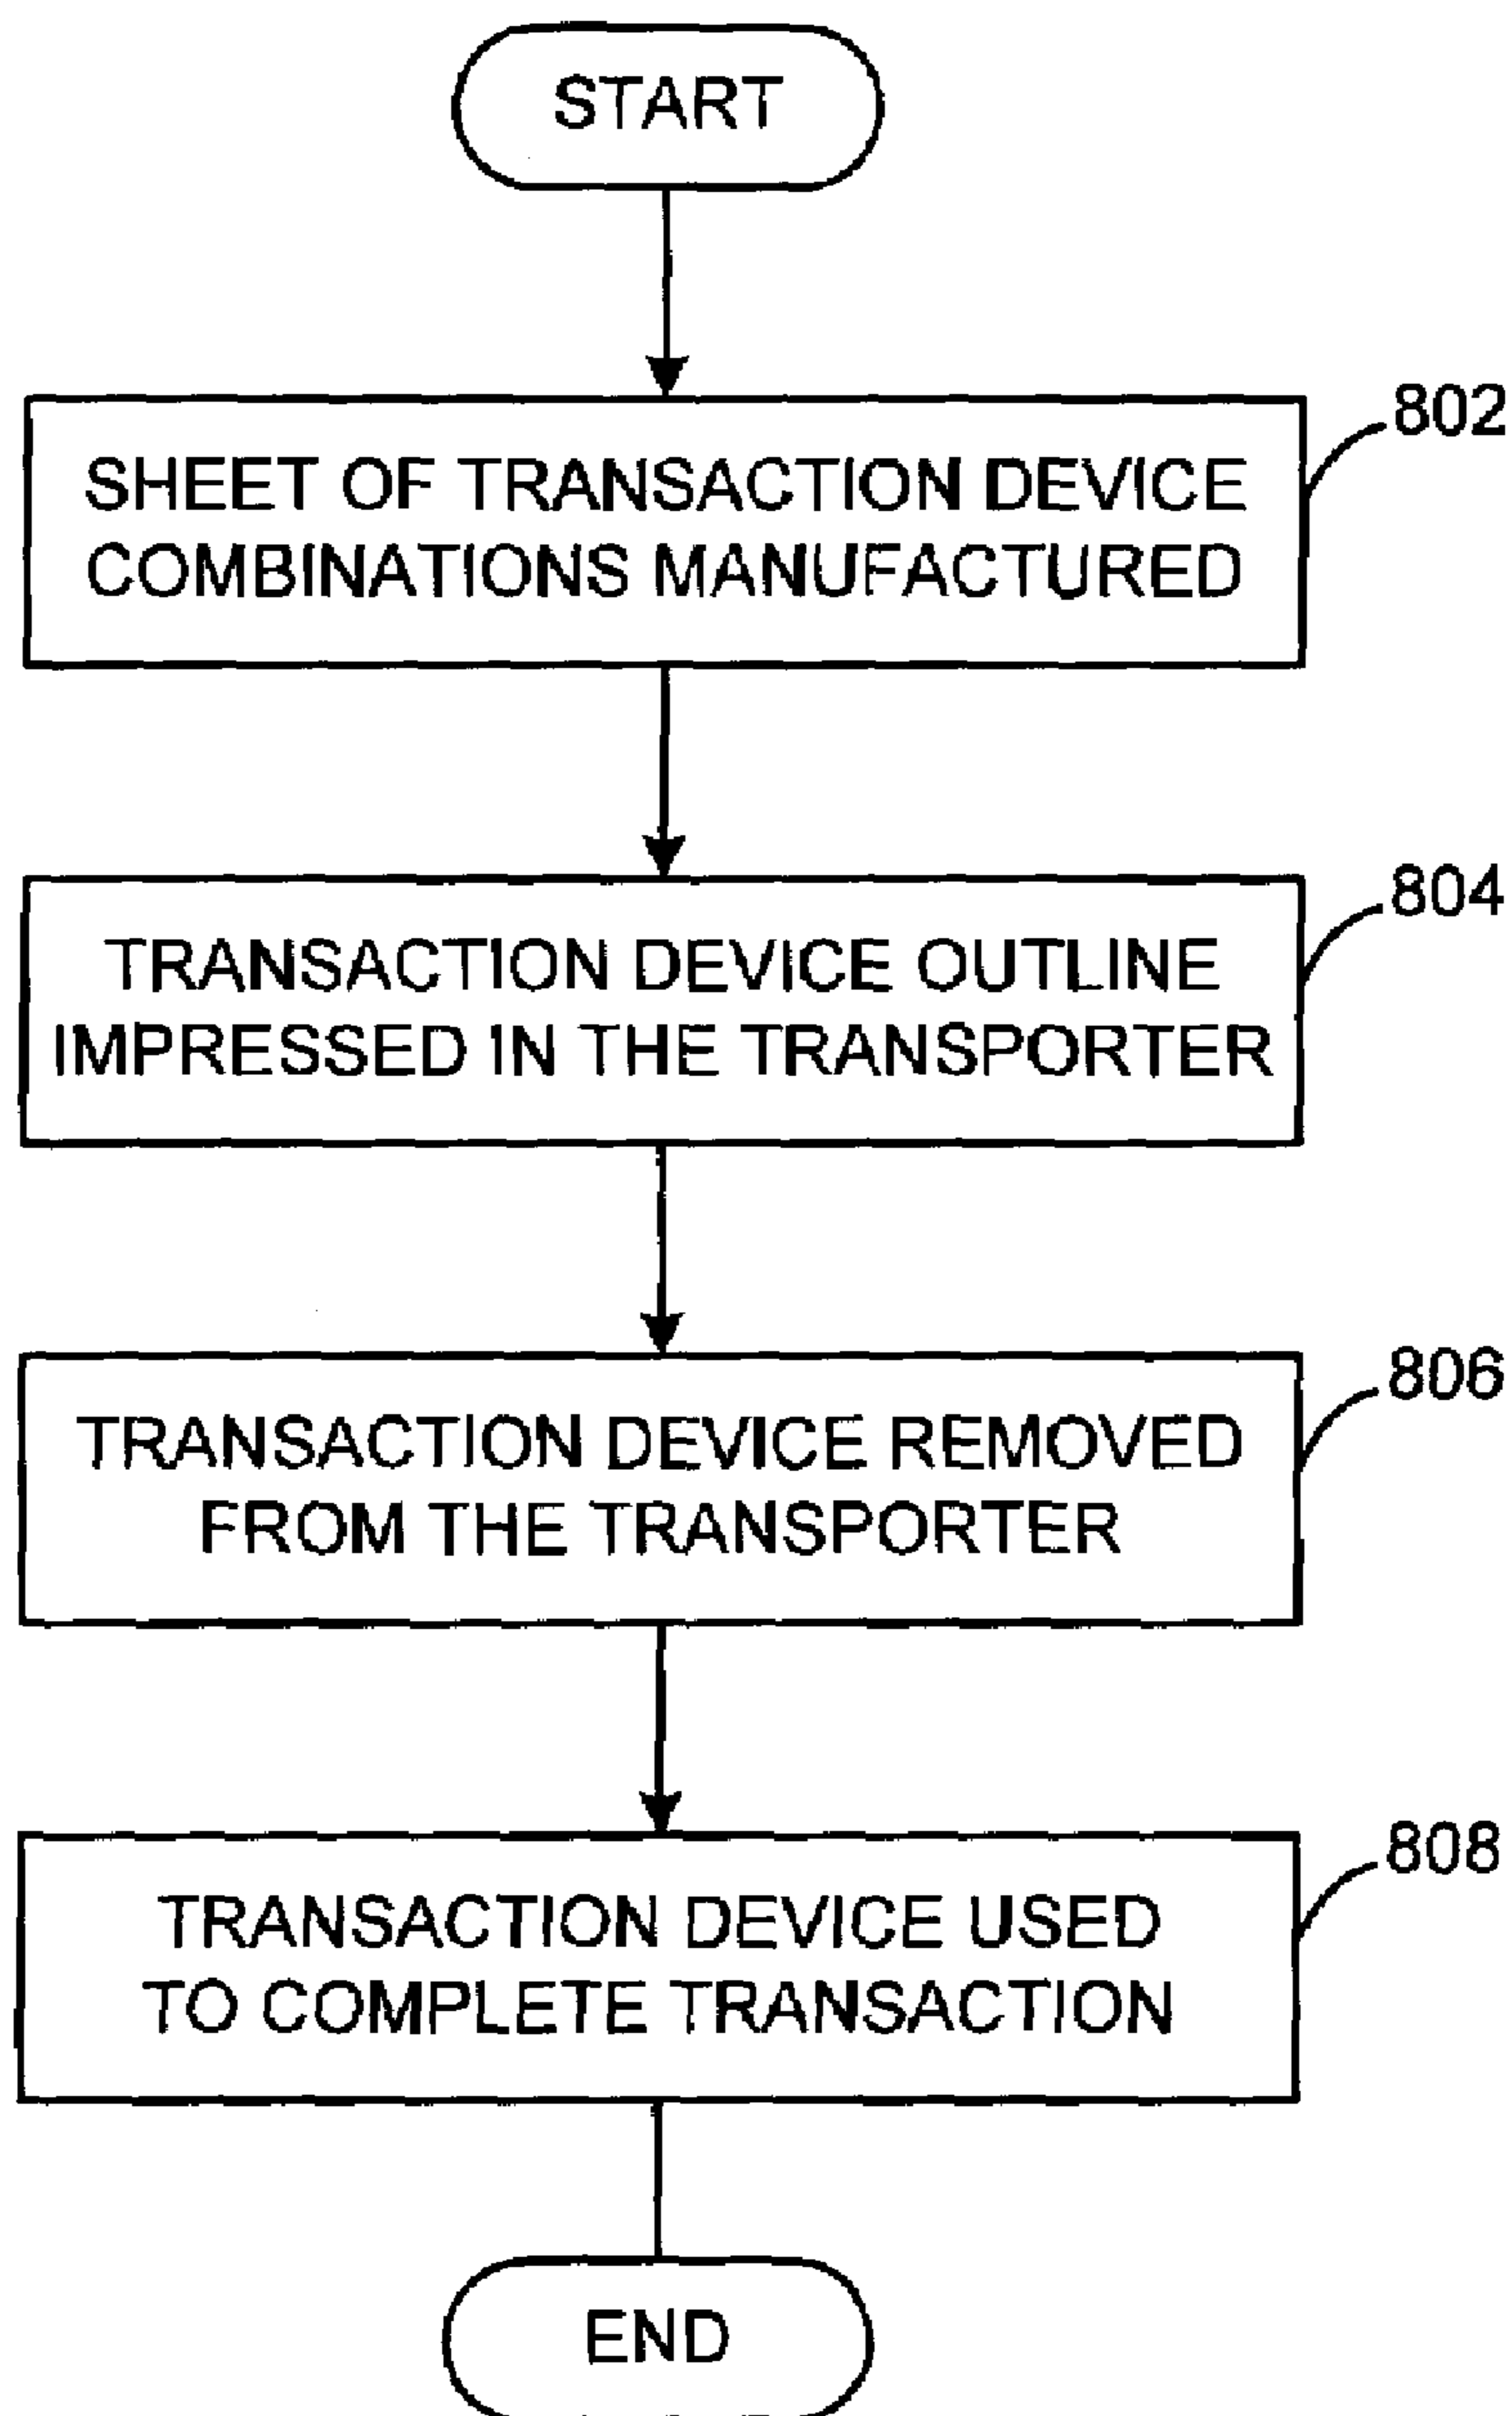 START
802
SHEET OF TRANSACTION DEVICE
COMBINATIONS MANUFACTURED
804
TRANSACTION DEVICE OUTLINE
IMPRESSED IN THE TRANSPORTER
806
TRANSACTION DEVICE REMOVED
FROM THE TRANSPORTER
808
TRANSACTION DEVICE USED
TO COMPLETE TRANSACTION
END